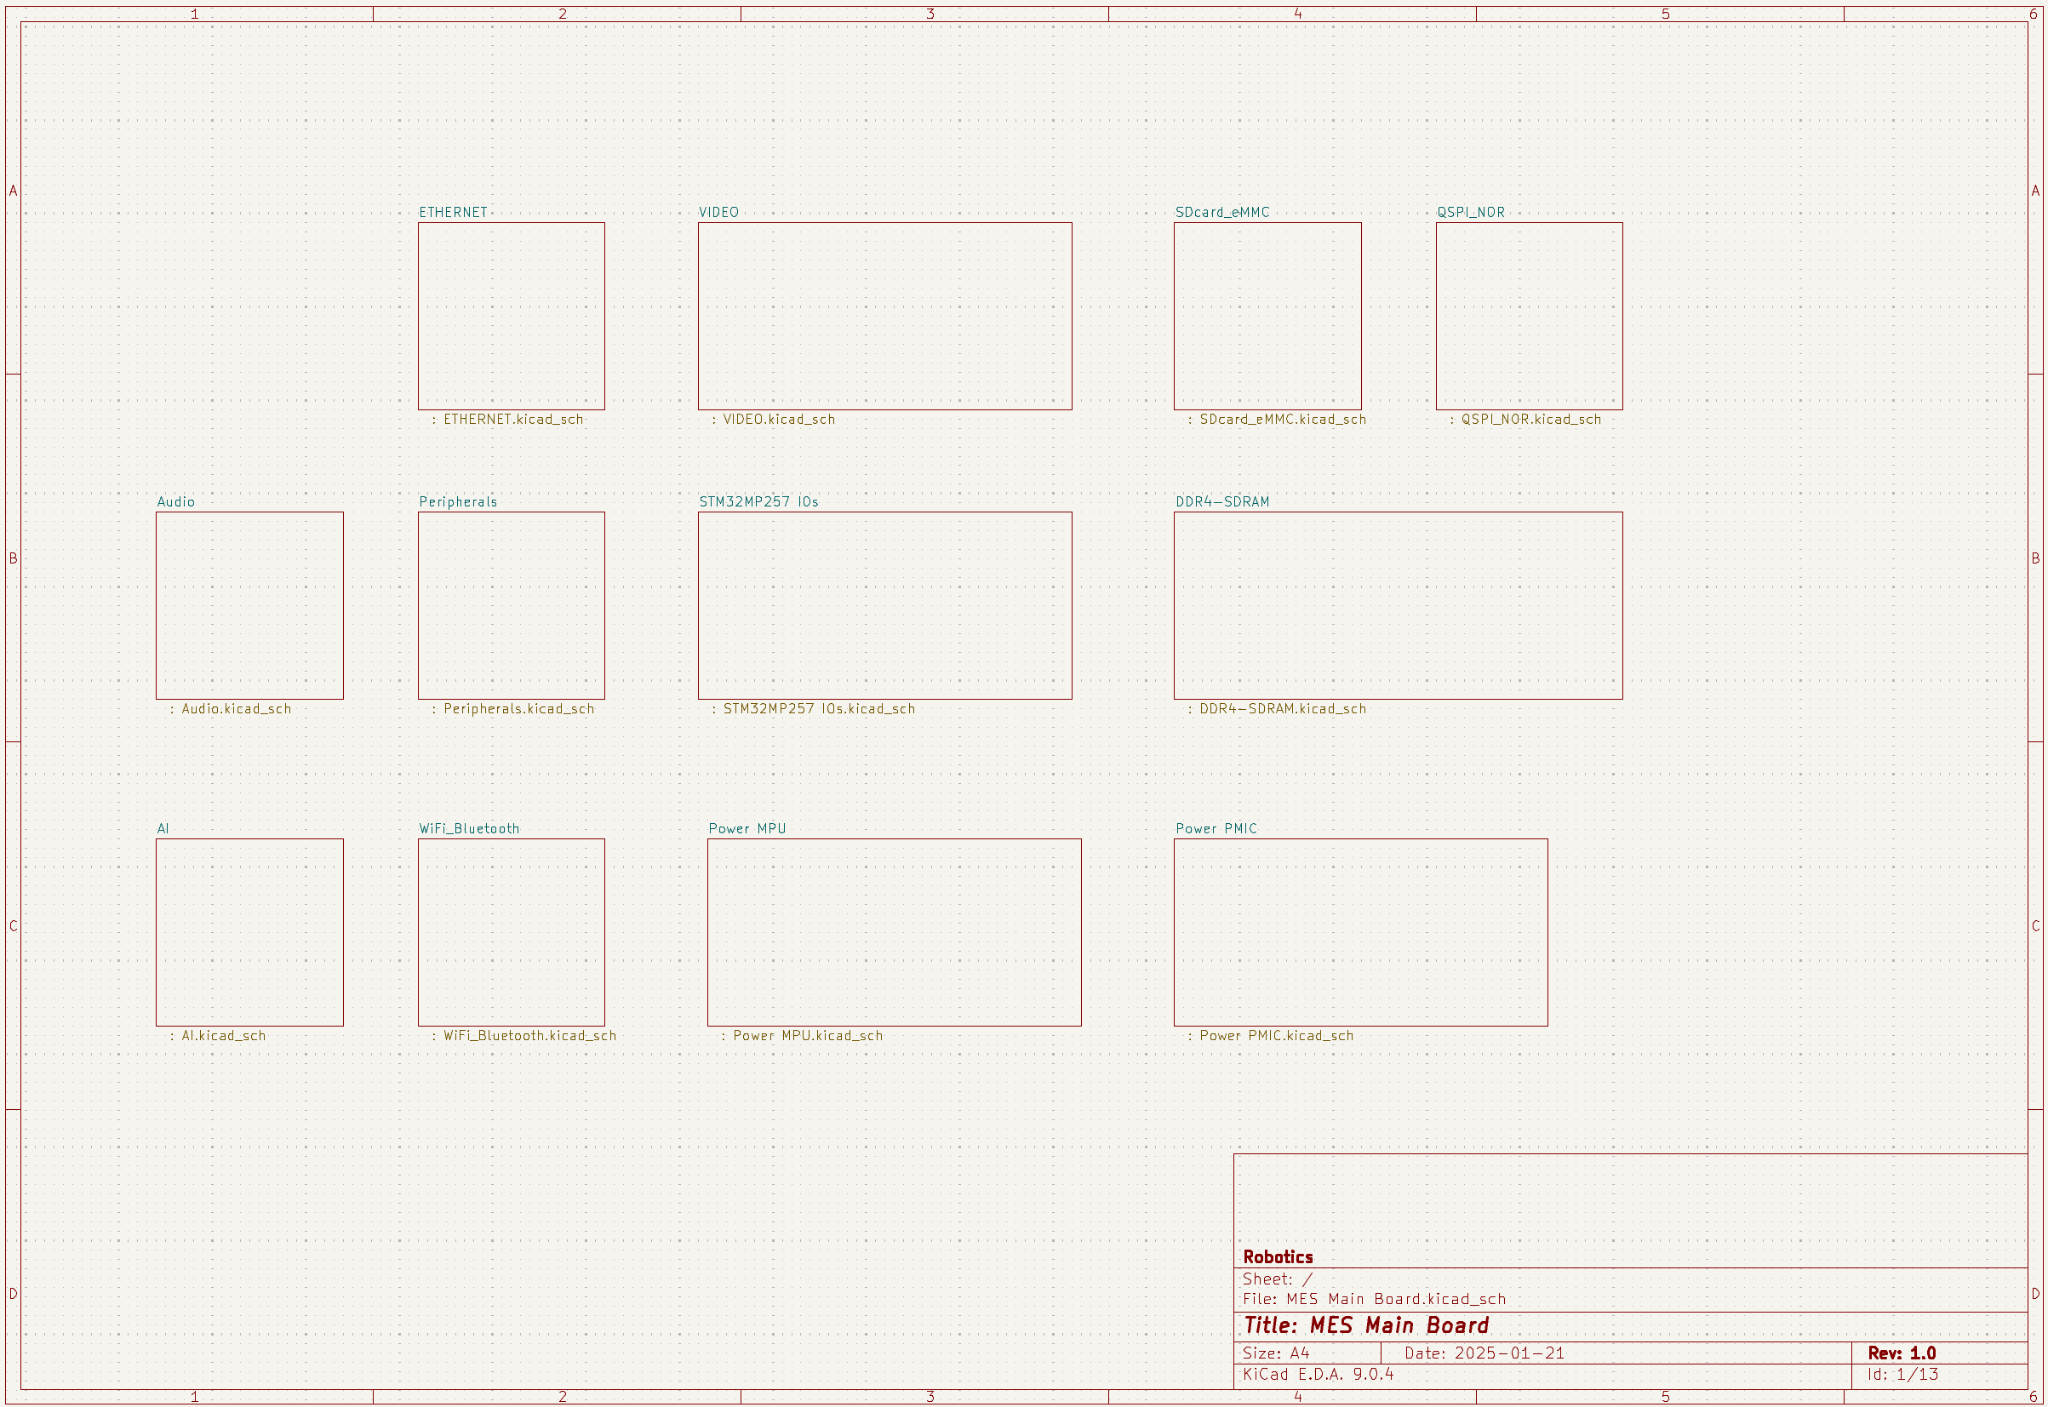 1 2 3 4 5 6
A A
ETHERNET VIDEO SDcard_eMMC QSPI_NOR
: ETHERNET.kicad_sch : VIDEO.kicad_sch : SDcard_eMMC.kicad_sch : QSPI_NOR.kicad_sch
Audio Peripherals STM32MP257 IOs DDR4-SDRAM
B B
: Audio.kicad_sch : Peripherals.kicad_sch : STM32MP257 IOs.kicad_sch : DDR4-SDRAM.kicad_sch
AI WiFi_Bluetooth Power MPU Power PMIC
C C
: AI.kicad_sch : WiFi_Bluetooth.kicad_sch : Power MPU.kicad_sch : Power PMIC.kicad_sch
Robotics
Sheet: /
D D
File: MES Main Board.kicad_sch
Title: MES Main Board
Size: A4 Date: 2025-01-21 Rev: 1.0
KiCad E.D.A. 9.0.4 Id: 1/13
1 2 3 4 5 6